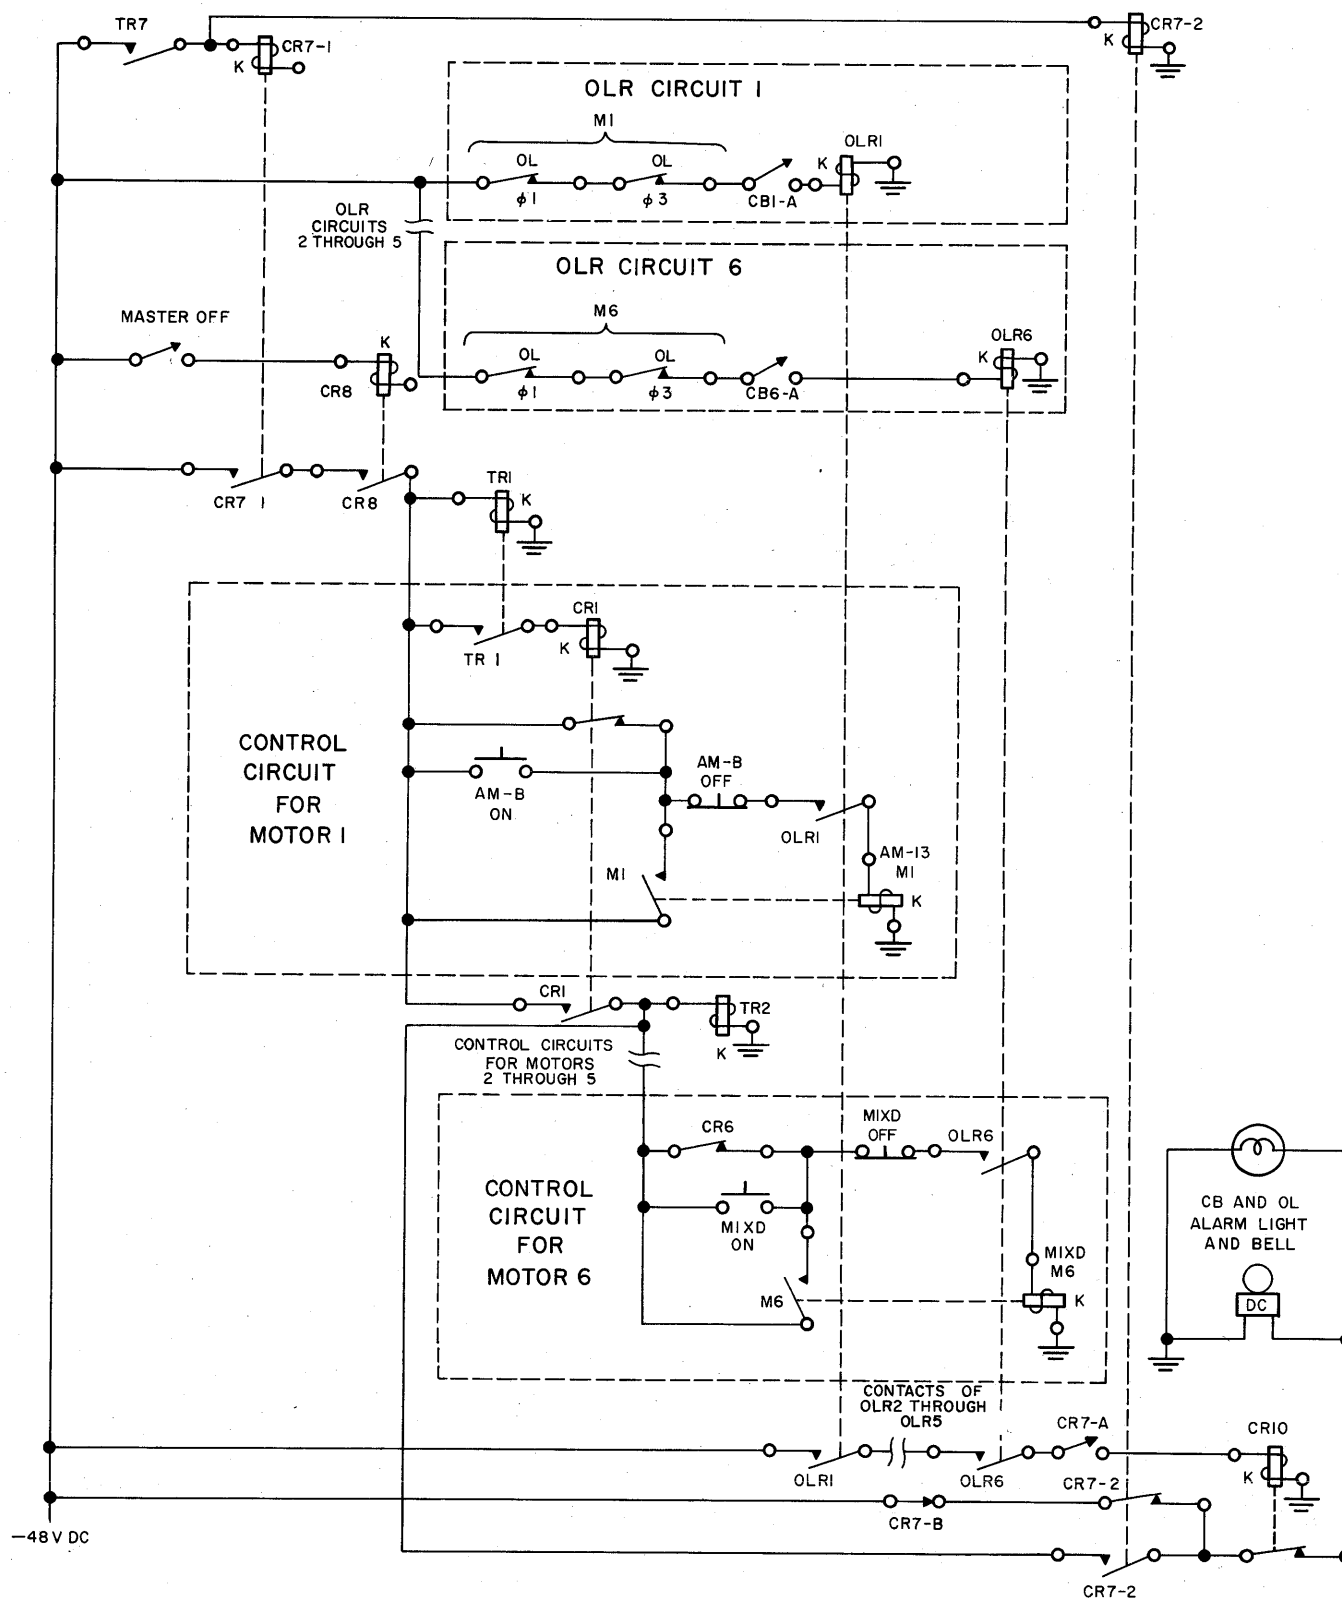 TR7
CR7-1
K
CR7-2
K
OLR CIRCUIT 1
M1
OL
OL
K
OLR1
φ1
φ3
CB1-A
OLR
CIRCUITS
2 THROUGH 5
OLR CIRCUIT 6
M6
OL
OL
K
OLR6
φ1
φ3
CB6-A
MASTER OFF
K
CR8
CR7 1
CR8
TR1
K
CR1
K
TR 1
CONTROL
CIRCUIT
FOR
MOTOR 1
AM-B
ON
AM-B
OFF
OLR1
AM-13
M1
K
M1
CR1
TR2
K
CONTROL CIRCUITS
FOR MOTORS
2 THROUGH 5
CR6
MIXD
OFF
OLR6
CONTROL
CIRCUIT
FOR
MOTOR 6
MIXD
ON
M6
MIXD
M6
K
CB AND OL
ALARM LIGHT
AND BELL
DC
CONTACTS OF
OLR2 THROUGH
OLR5
OLR1
OLR6
CR7-A
CR10
K
CR7-B
CR7-2
−48V DC
CR7-2